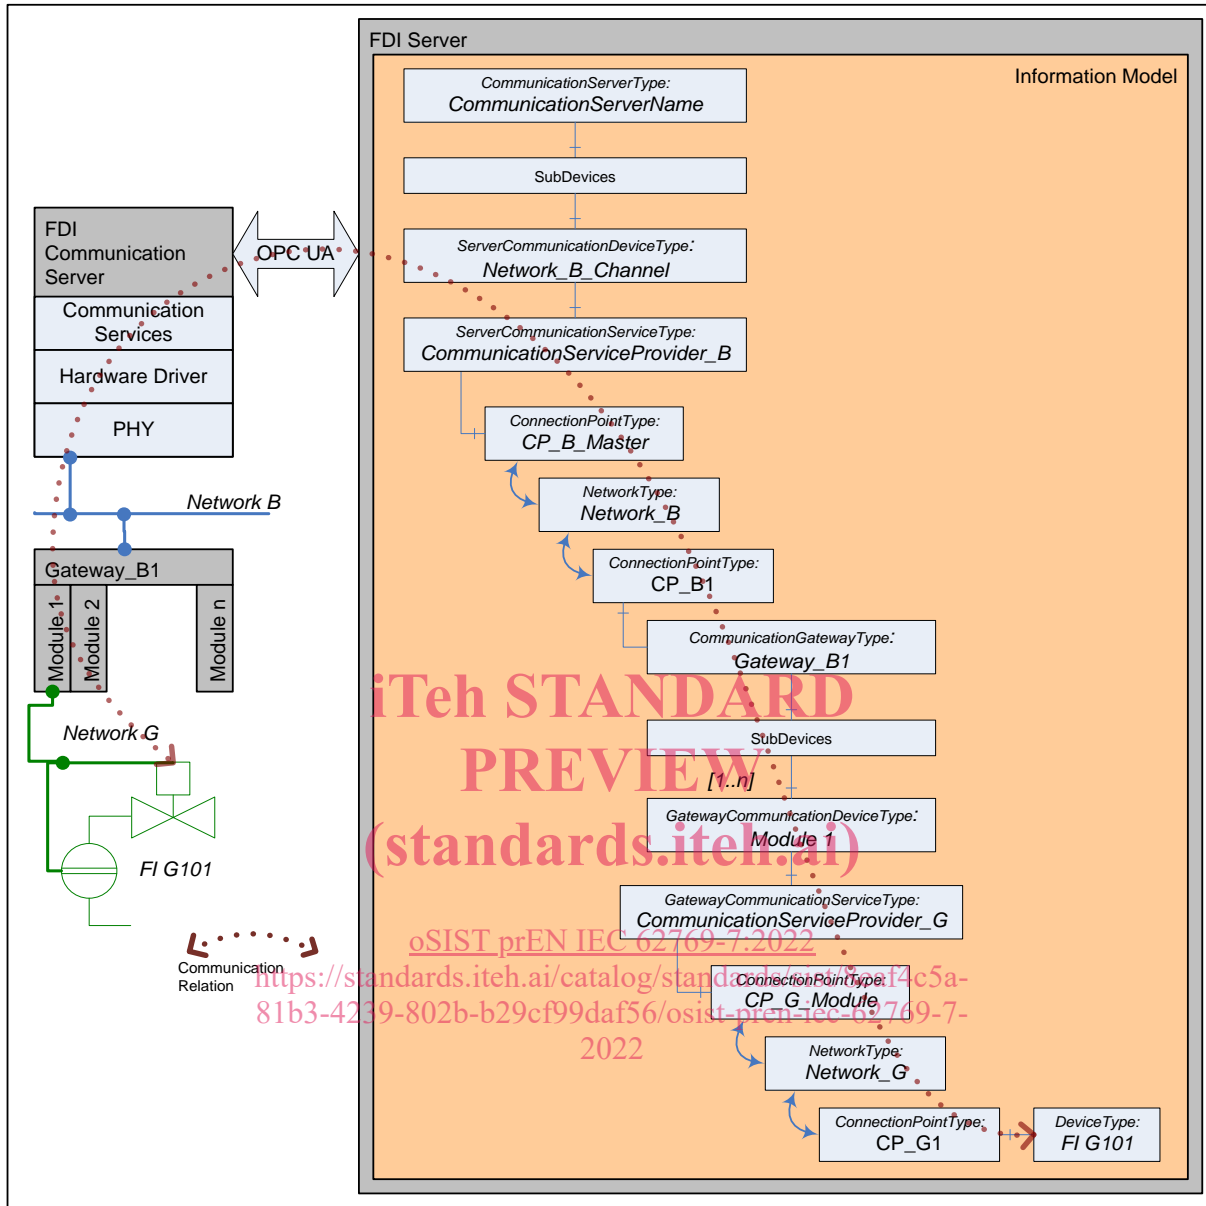 FDI Server
Information Model
CommunicationServerType:
CommunicationServerName
SubDevices
ServerCommunicationDeviceType:
Network_B_Channel
ServerCommunicationServiceType:
CommunicationServiceProvider_B
ConnectionPointType:
CP_B_Master
NetworkType:
Network_B
ConnectionPointType:
CP_B1
CommunicationGatewayType:
Gateway_B1
SubDevices
[1..n]
GatewayCommunicationDeviceType:
Module 1
GatewayCommunicationServiceType:
CommunicationServiceProvider_G
ConnectionPointType:
CP_G_Module
NetworkType:
Network_G
ConnectionPointType:
CP_G1
DeviceType:
FI G101
FDI
Communication
Server
OPC UA
Communication
Services
Hardware Driver
PHY
Network B
Gateway_B1
Module 1
Module 2
Module n
Network G
FI G101
Communication
Relation
iTeh STANDARD
PREVIEW
(standards.iteh.ai)
oSIST prEN IEC 62769-7:2022
https://standards.iteh.ai/catalog/standards/sist/8caf4c5a-
81b3-4239-802b-b29cf99daf56/osist-pren-iec-62769-7-
2022